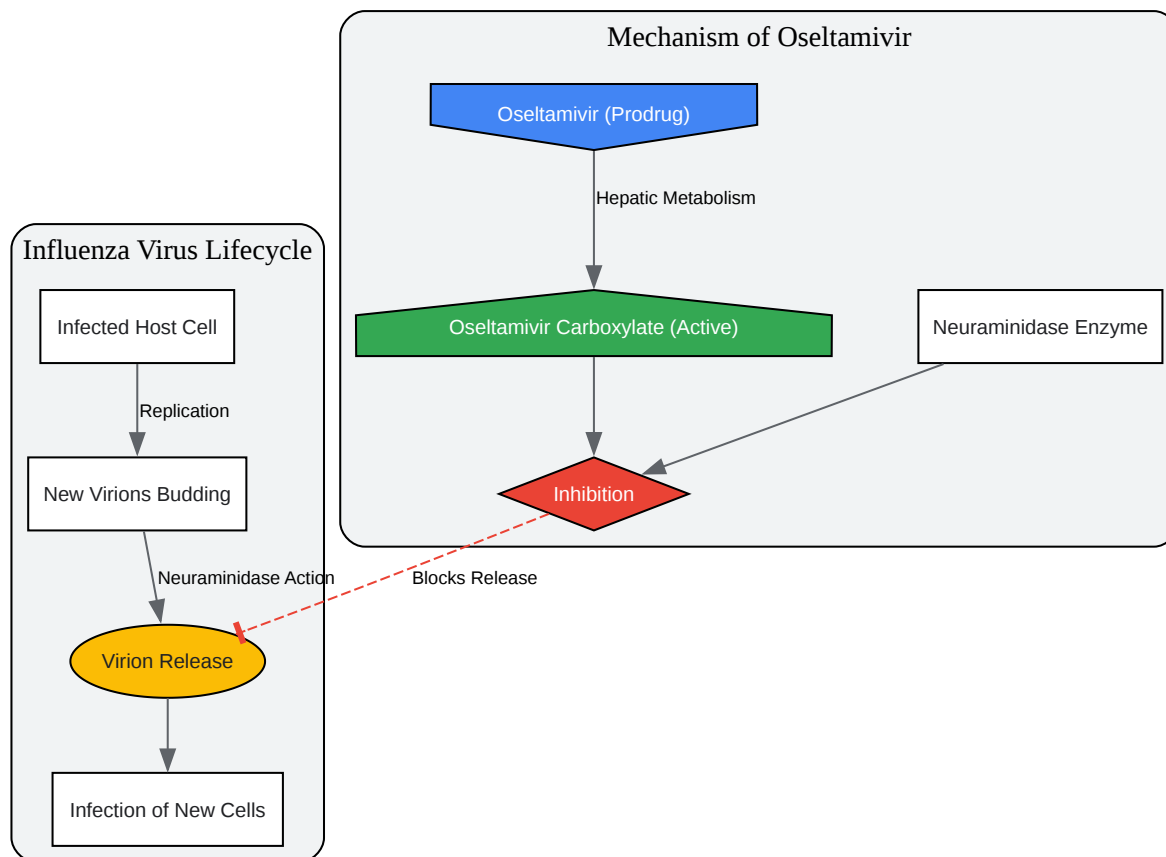 Mechanism of Oseltamivir
Oseltamivir (Prodrug)
Hepatic Metabolism
Oseltamivir Carboxylate (Active)
Neuraminidase Enzyme
Inhibition
Blocks Release
Influenza Virus Lifecycle
Infected Host Cell
Replication
New Virions Budding
Neuraminidase Action
Virion Release
Infection of New Cells